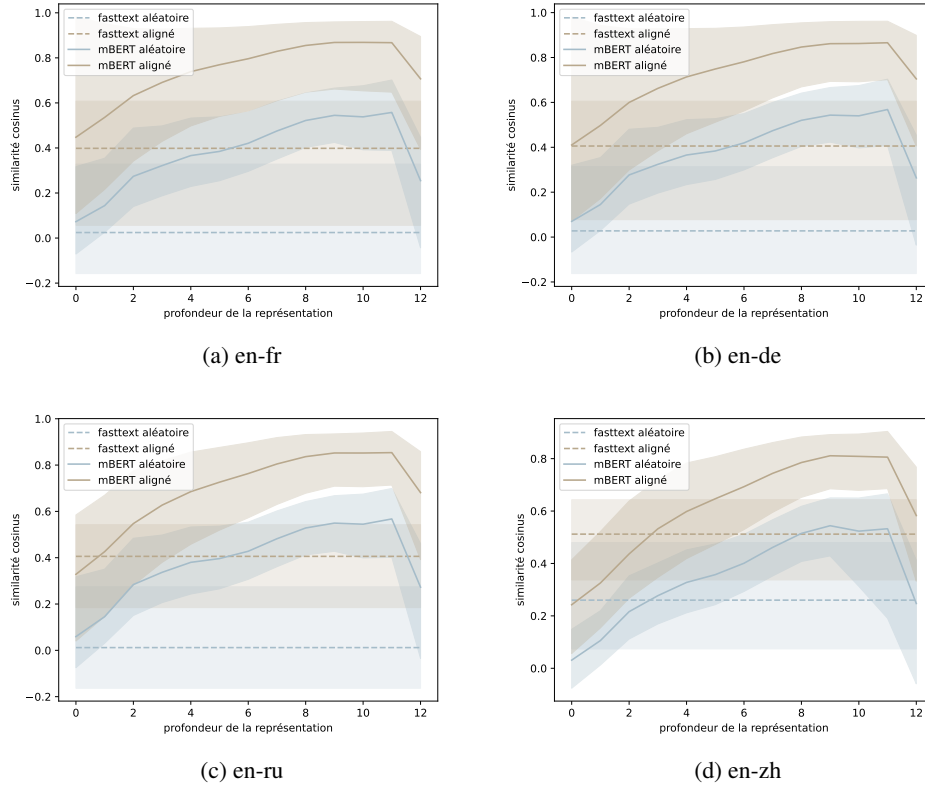 1.0
0.8
0.6
0.4
0.2
0.0
−0.2
similarité cosinus
fasttext aléatoire
fasttext aligné
mBERT aléatoire
mBERT aligné
0 2 4 6 8 10 12
profondeur de la représentation
(a) en-fr
1.0
0.8
0.6
0.4
0.2
0.0
−0.2
similarité cosinus
fasttext aléatoire
fasttext aligné
mBERT aléatoire
mBERT aligné
0 2 4 6 8 10 12
profondeur de la représentation
(b) en-de
1.0
0.8
0.6
0.4
0.2
0.0
−0.2
similarité cosinus
fasttext aléatoire
fasttext aligné
mBERT aléatoire
mBERT aligné
0 2 4 6 8 10 12
profondeur de la représentation
(c) en-ru
0.8
0.6
0.4
0.2
0.0
similarité cosinus
fasttext aléatoire
fasttext aligné
mBERT aléatoire
mBERT aligné
0 2 4 6 8 10 12
profondeur de la représentation
(d) en-zh